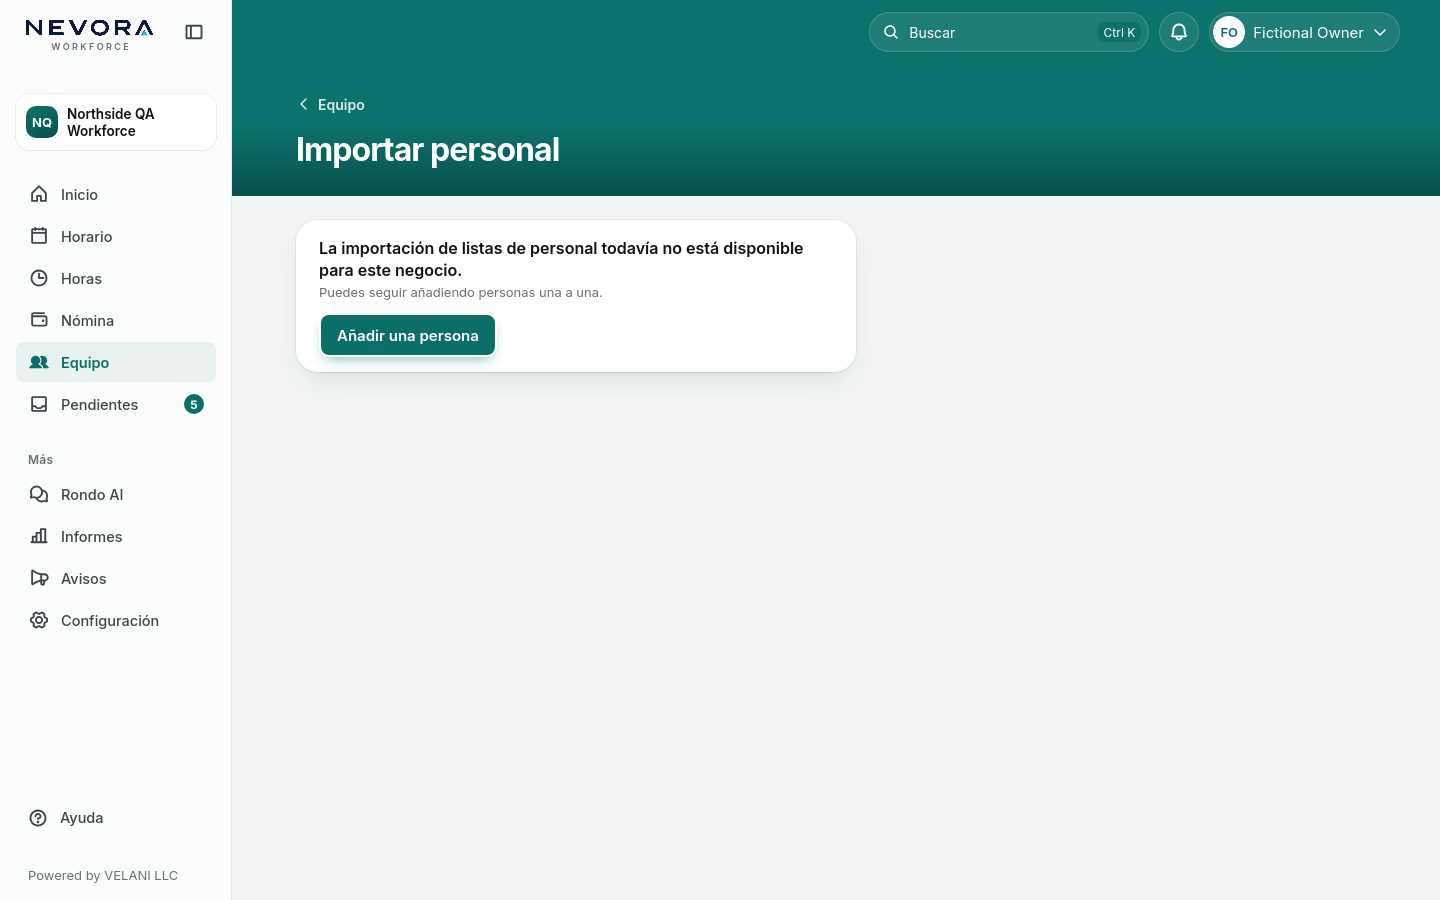 NEVORA
WORKFORCE
Buscar
Ctrl K
FO
Fictional Owner
NQ
Northside QA
Workforce
Equipo
Importar personal
Inicio
Horario
Horas
Nómina
Equipo
Pendientes
5
Más
Rondo AI
Informes
Avisos
Configuración
La importación de listas de personal todavía no está disponible
para este negocio.
Puedes seguir añadiendo personas una a una.
Añadir una persona
Ayuda
Powered by VELANI LLC